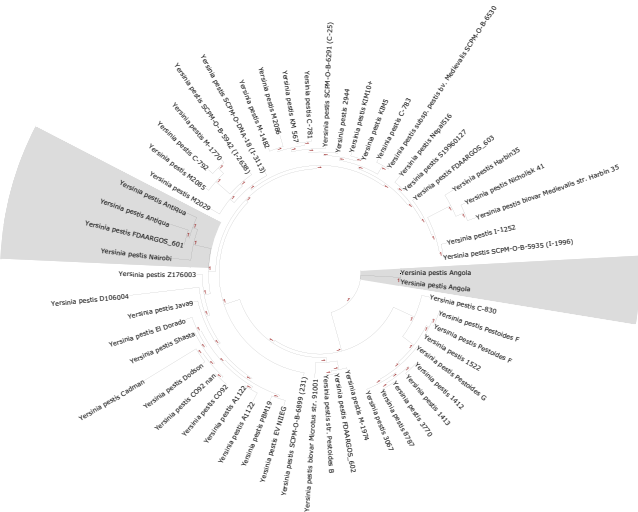 Yersinia pestis SCPM-O-B-6291 (C-25)
Yersinia pestis 2944
Yersinia pestis KIM10+
Yersinia pestis KIM5
Yersinia pestis C-783
Yersinia pestis subsp. pestis bv. Medievalis SCPM-O-B-6530
Yersinia pestis Nepal516
Yersinia pestis S19960127
Yersinia pestis FDAARGOS_603
Yersinia pestis Harbin35
Yersinia pestis Nicholisk 41
Yersinia pestis biovar Medievalis str. Harbin 35
Yersinia pestis I-1252
Yersinia pestis SCPM-O-B-5935 (I-1996)
Yersinia pestis Angola
Yersinia pestis Angola
Yersinia pestis C-830
Yersinia pestis Pestoides F
Yersinia pestis Pestoides F
Yersinia pestis 1522
Yersinia pestis Pestoides G
Yersinia pestis 1412
Yersinia pestis 1413
Yersinia pestis 3770
Yersinia pestis 8787
Yersinia pestis 3067
Yersinia pestis M-1974
Yersinia pestis FDAARGOS_602
Yersinia pestis str. Pestoides B
Yersinia pestis biovar Microtus str. 91001
Yersinia pestis SCPM-O-B-6899 (231)
Yersinia pestis EV NIIEG
Yersinia pestis PBM19
Yersinia pestis A1122
Yersinia pestis A1122
Yersinia pestis CO92
Yersinia pestis CO92 nan
Yersinia pestis Dodson
Yersinia pestis Cadman
Yersinia pestis Shasta
Yersinia pestis El Dorado
Yersinia pestis Java9
Yersinia pestis D106004
Yersinia pestis Z176003
Yersinia pestis Nairobi
Yersinia pestis FDAARGOS_601
Yersinia pestis Antiqua
Yersinia pestis Antiqua
Yersinia pestis M2029
Yersinia pestis M2085
Yersinia pestis C-792
Yersinia pestis M-1770
Yersinia pestis SCPM-O-B-5942 (I-2638)
Yersinia pestis SCPM-O-DNA-18 (I-3113)
Yersinia pestis M-1482
Yersinia pestis M2086
Yersinia pestis KM 567
Yersinia pestis C-781